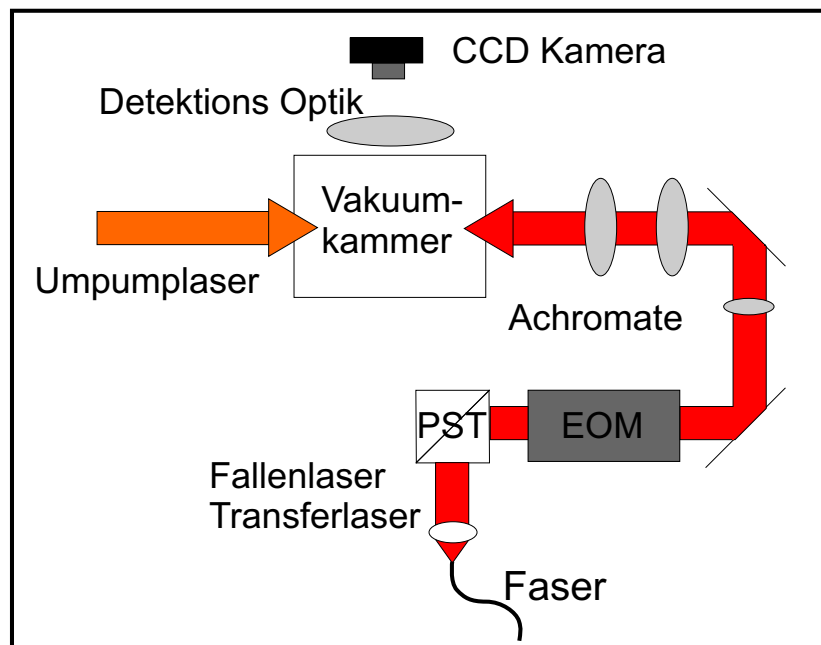 CCD Kamera
Detektions Optik
Vakuum-
kammer
Umpumplaser
Achromate
PST
EOM
Fallenlaser
Transferlaser
Faser